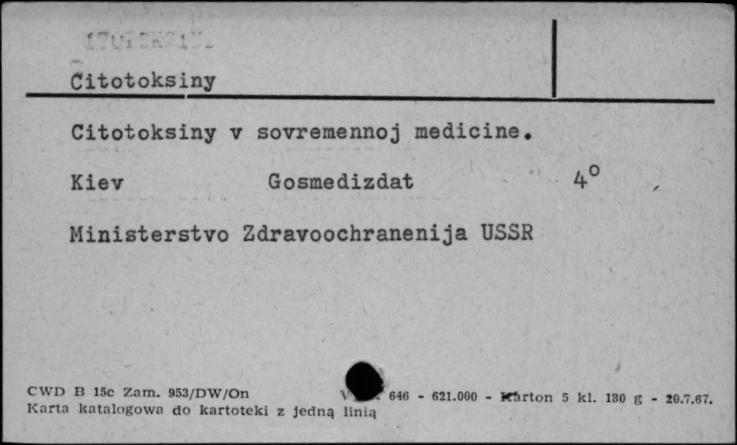 Citotoksiny
Citotoksiny v sovremennoj medicine.
Kiev Gosmedizdat 4°
Ministerstvo Zdravoochranenija USSR
CWD B 15c Zam. 953/DW/On 646 - 621.000 - Karton 5 kl. 180 g - 20.7.67.
Karta katalogowa do kartoteki z jedną linią